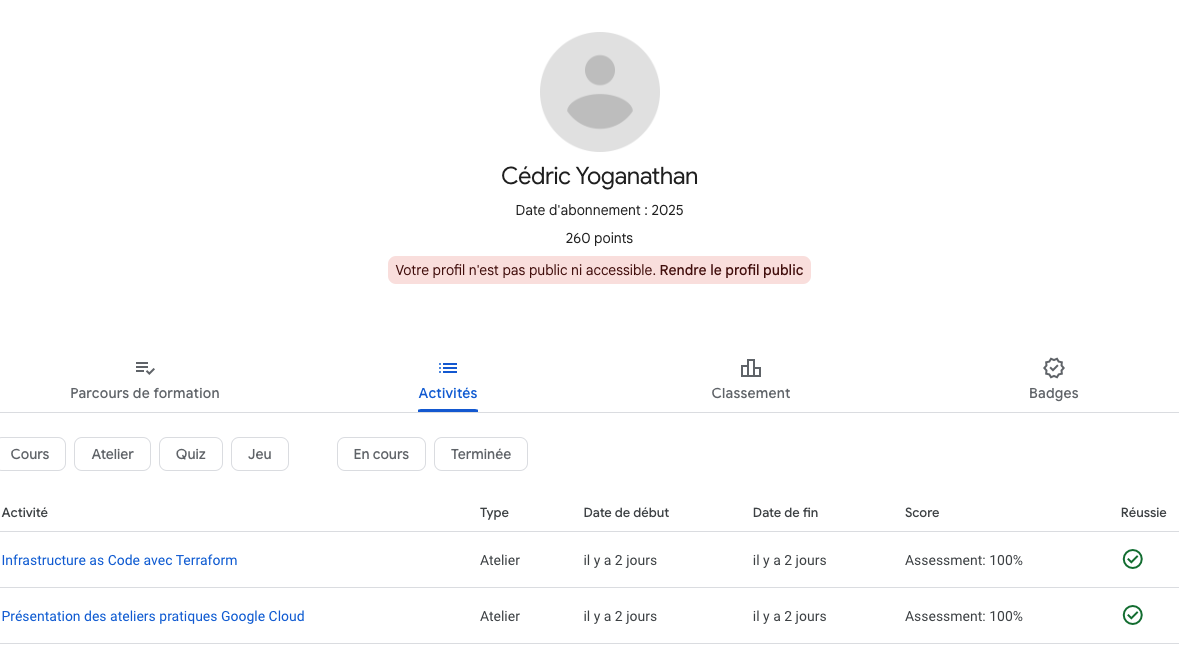 Cédric Yoganathan
Date d'abonnement : 2025
260 points
Votre profil n'est pas public ni accessible. Rendre le profil public
Parcours de formation Activités Classement Badges
Cours Atelier Quiz Jeu En cours Terminée
Activité Type Date de début Date de fin Score Réussie
Infrastructure as Code avec Terraform Atelier il y a 2 jours il y a 2 jours Assessment: 100%
Présentation des ateliers pratiques Google Cloud Atelier il y a 2 jours il y a 2 jours Assessment: 100%